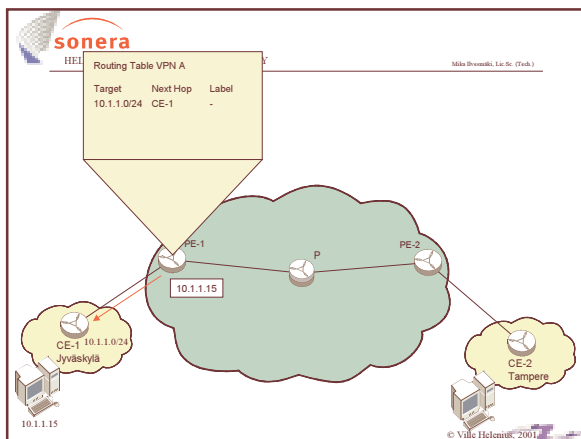 sonera
HEL
Y
Mika Ilvesmäki, Lic.Sc. (Tech.)
Routing Table VPN A
Target Next Hop Label
10.1.1.0/24 CE-1 -
PE-1
P
PE-2
10.1.1.15
CE-1 10.1.1.0/24
Jyväskylä
CE-2
Tampere
10.1.1.15
© Ville Helenius, 2001